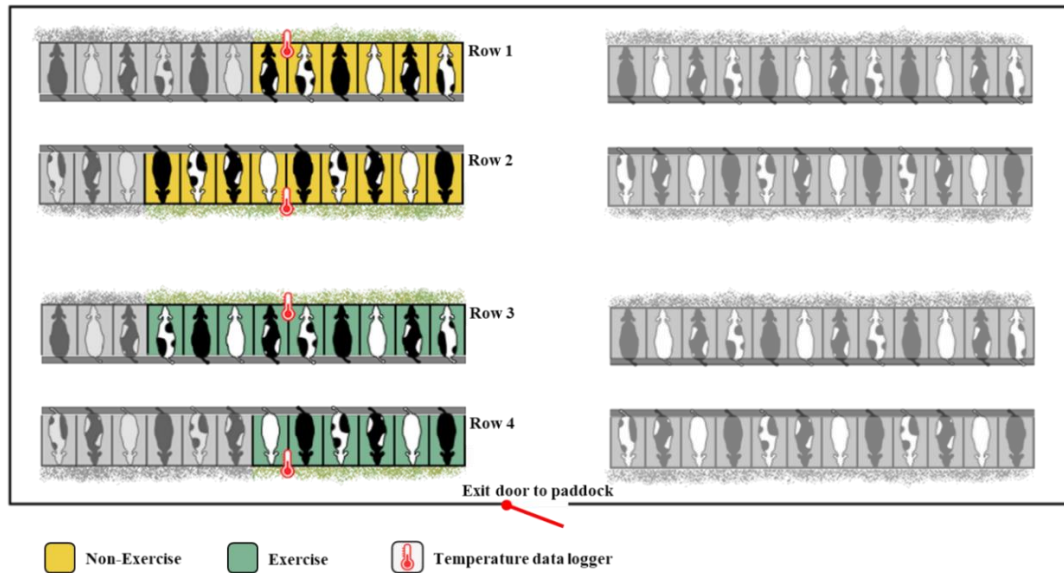 Row 1
Row 2
Row 3
Row 4
Exit door to paddock
Non-Exercise
Exercise
Temperature data logger